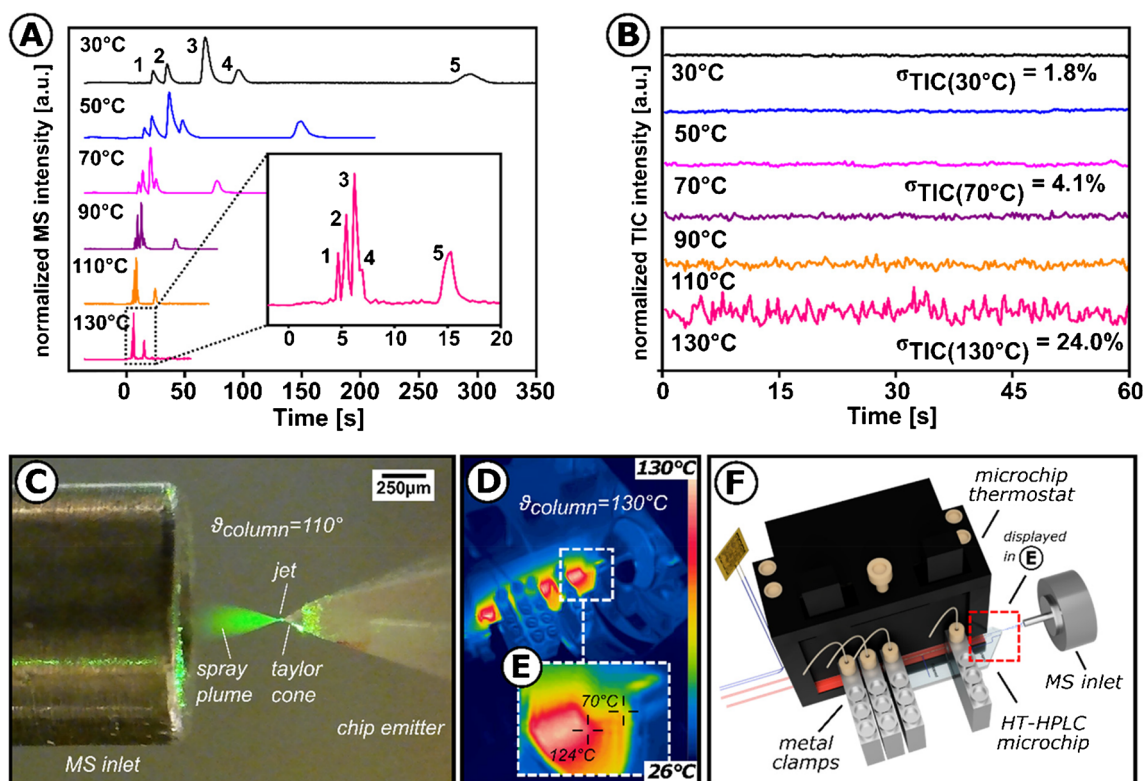 A
30°C
1
2
3
4
5
50°C
70°C
90°C
110°C
130°C
3
2
1
4
5
0
5
10
15
20
normalized MS intensity [a.u.]
0
50
100
150
200
250
300
350
Time [s]
B
30°C
σTIC(30°C) = 1.8%
50°C
70°C
σTIC(70°C) = 4.1%
90°C
110°C
130°C
σTIC(130°C) = 24.0%
normalized TIC intensity [a.u.]
0
15
30
45
60
Time [s]
C
250µm
ϑcolumn=110°
jet
spray
plume
taylor
cone
chip emitter
MS inlet
D
130°C
ϑcolumn=130°C
E
70°C
124°C
26°C
F
microchip
thermostat
displayed
in E
MS inlet
HT-HPLC
microchip
metal
clamps